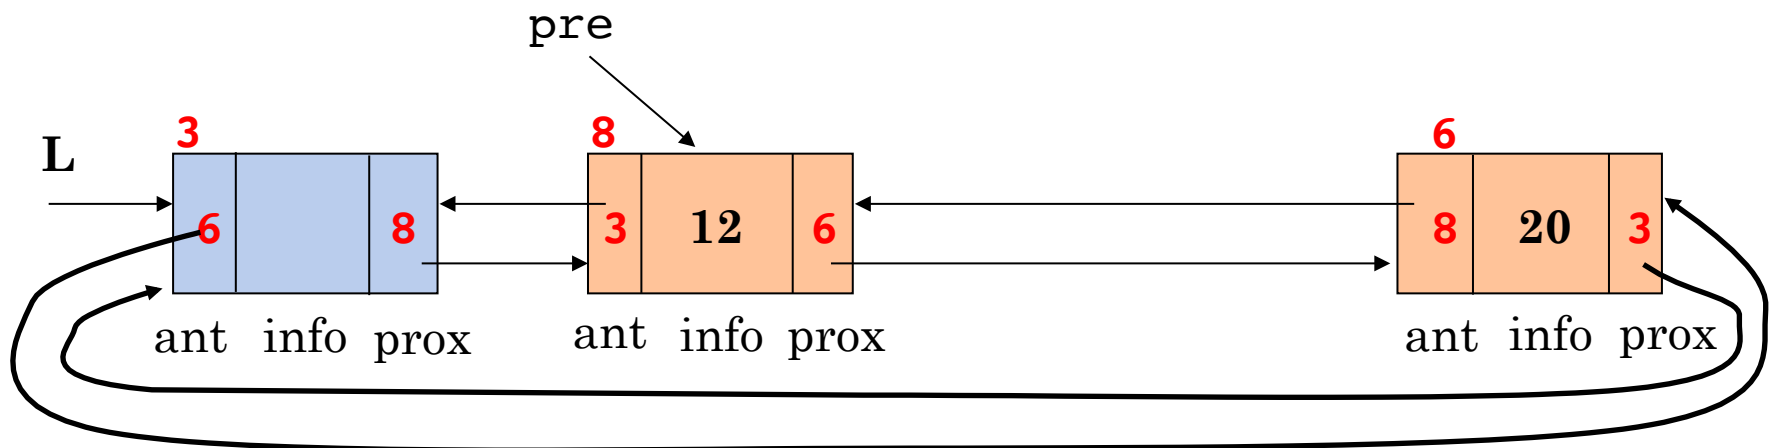 pre
L
3 8 6
6 8 3 12 6 8 20 3
ant info prox ant info prox ant info prox